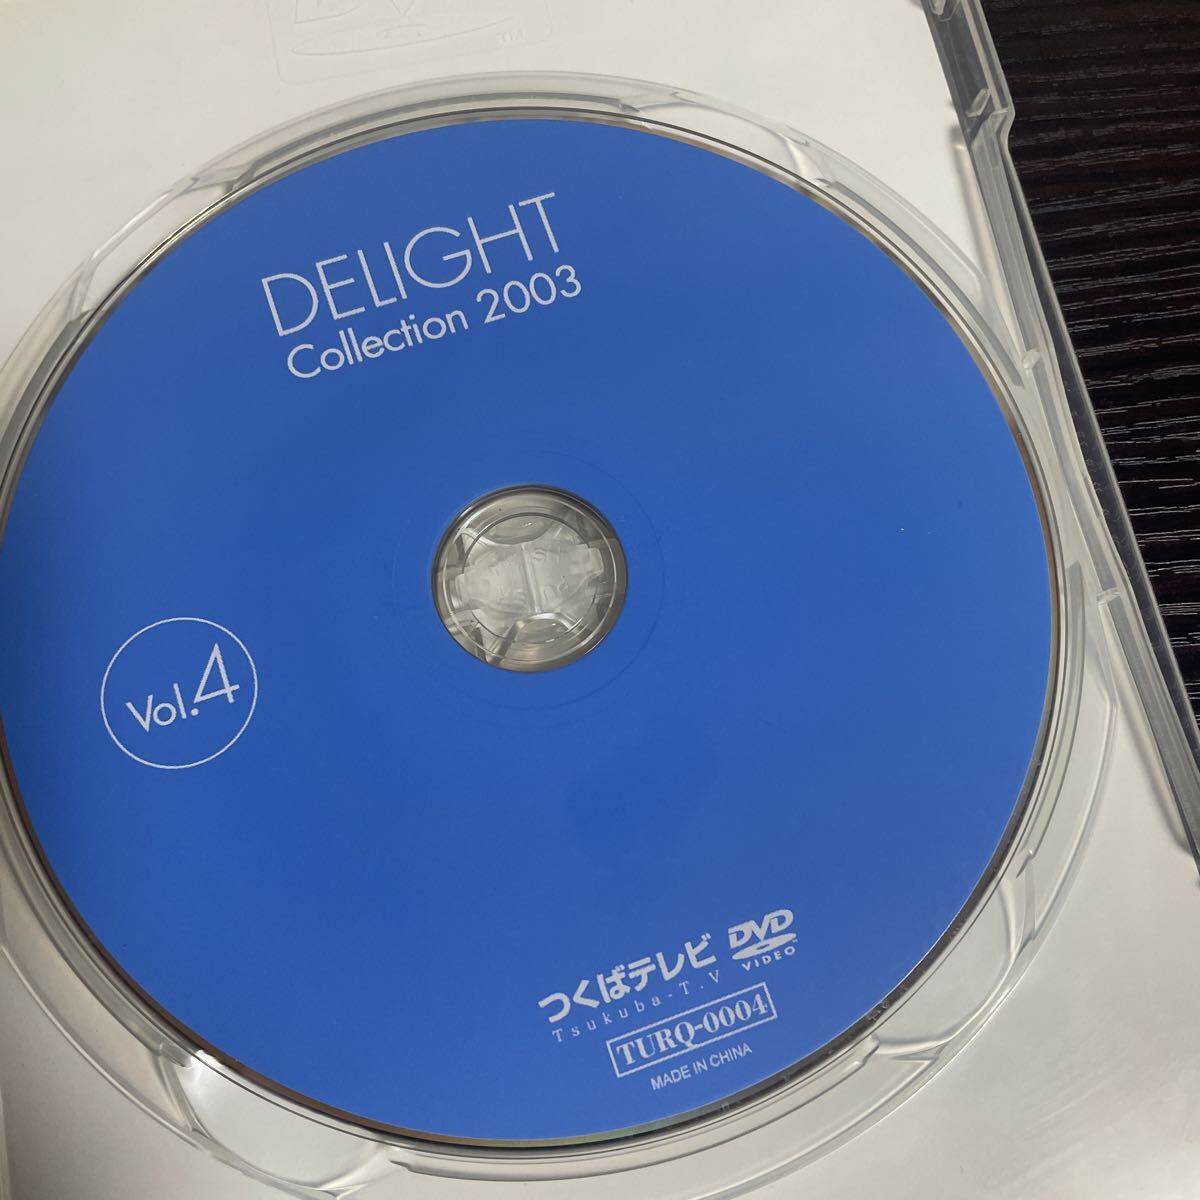 DELIGHT
Collection 2003
Vol.4
つくばテレビ
Tsukuba-T.V
DVD
VIDEO
TURQ-0004
MADE IN CHINA